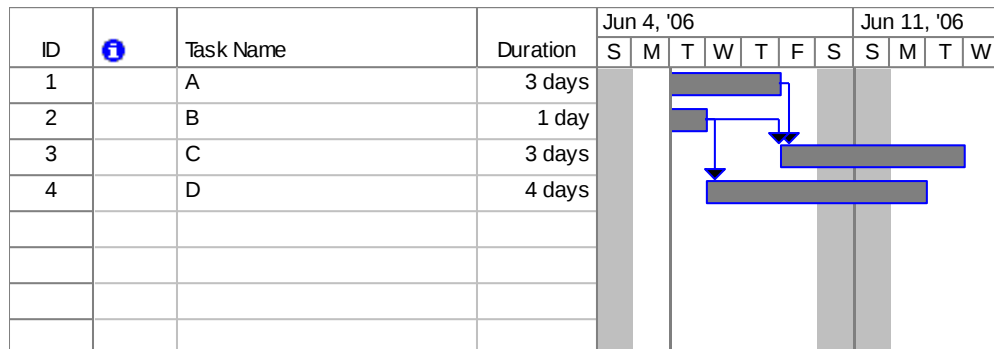 Jun 4, '06 Jun 11, '06
ID i Task Name Duration S M T W T F S S M T W
1 A 3 days
2 B 1 day
3 C 3 days
4 D 4 days